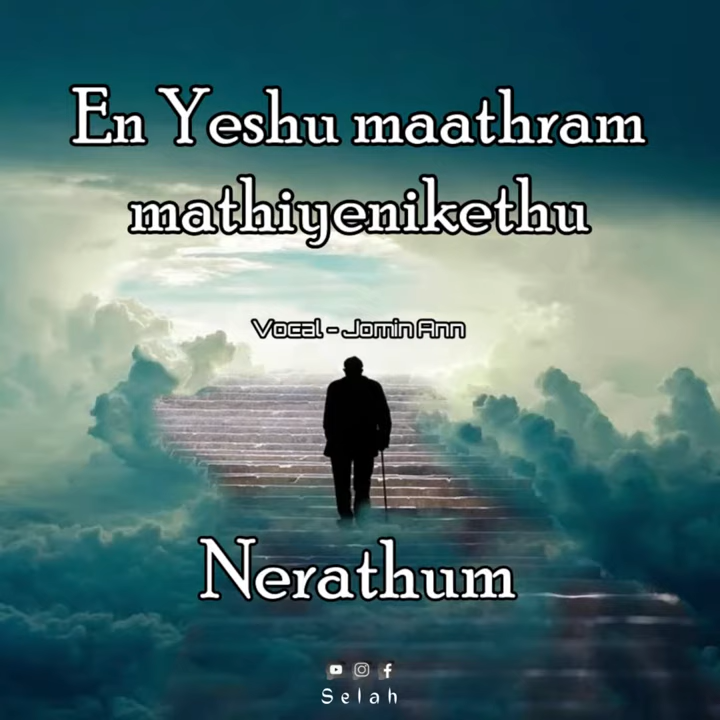 En Yeshu maathram
mathiyenikethu
Vocal - Jomin Ann
Nerathum
Selah